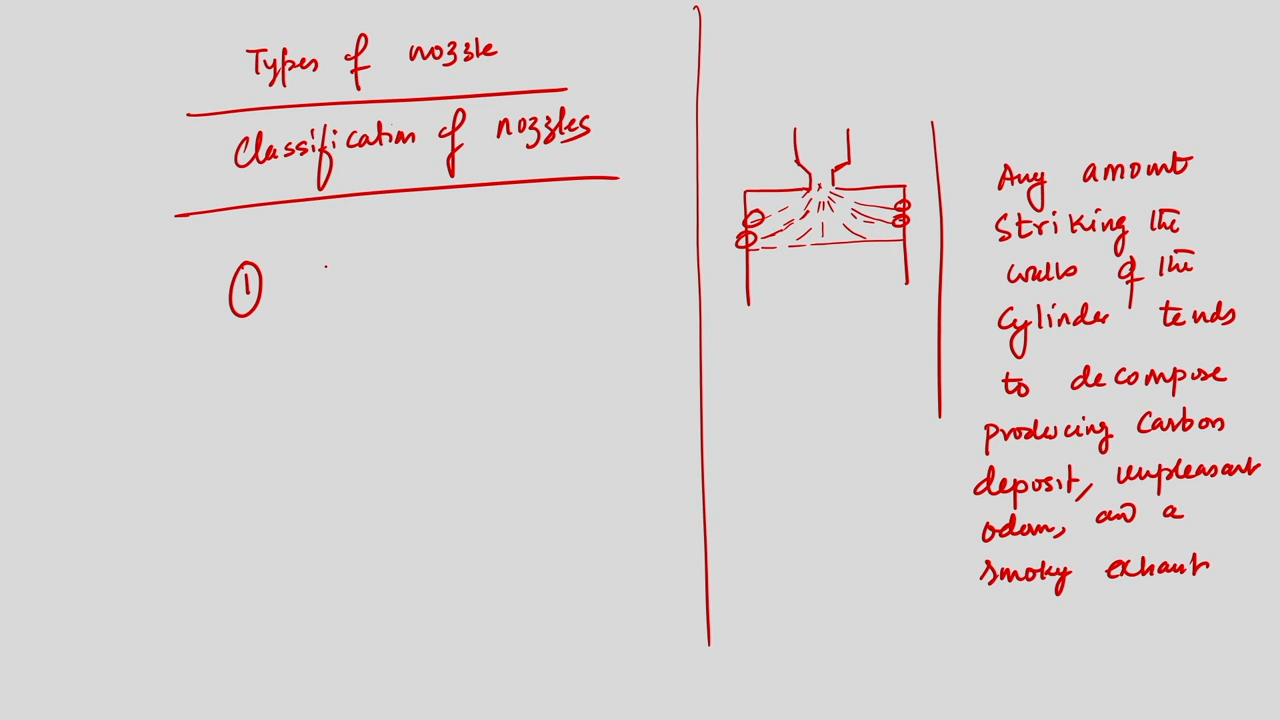 Types of nozzle
Classification of nozzles
1
Any amount
Striking the
walls of the
Cylinder tends
to decompose
producing Carbon
deposit, unpleasant
odour, and a
smoky exhaust